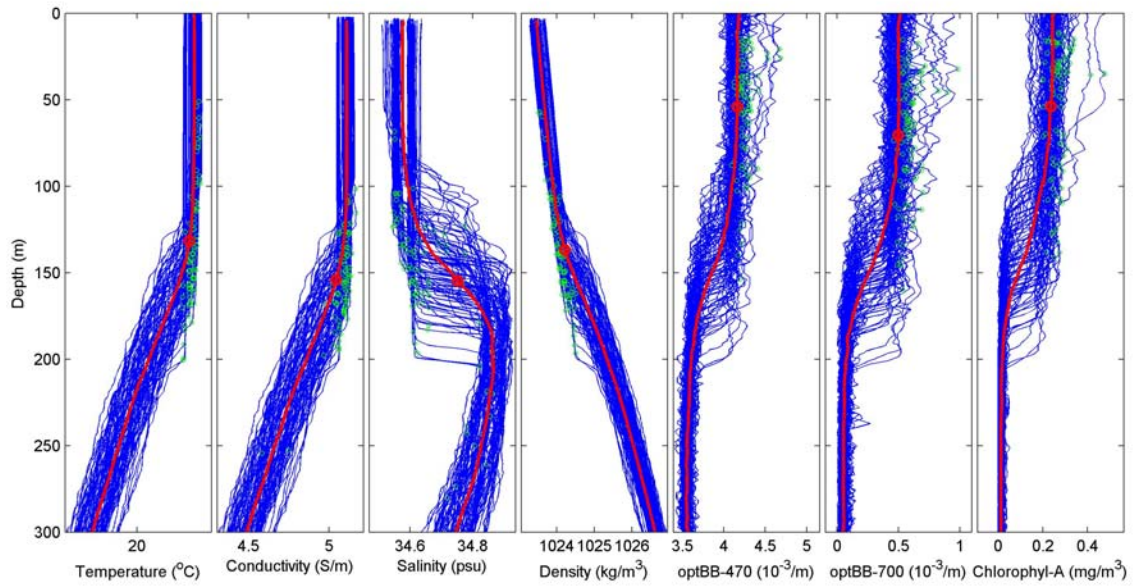 0
50
100
150
200
250
300
Depth (m)
20
4.5 5
34.6 34.8
1024 1025 1026
3.5 4 4.5 5
0 0.5 1
0 0.2 0.4
Temperature (°C) Conductivity (S/m) Salinity (psu) Density (kg/m³) optBB-470 (10⁻³/m) optBB-700 (10⁻³/m) Chlorophyl-A (mg/m³)